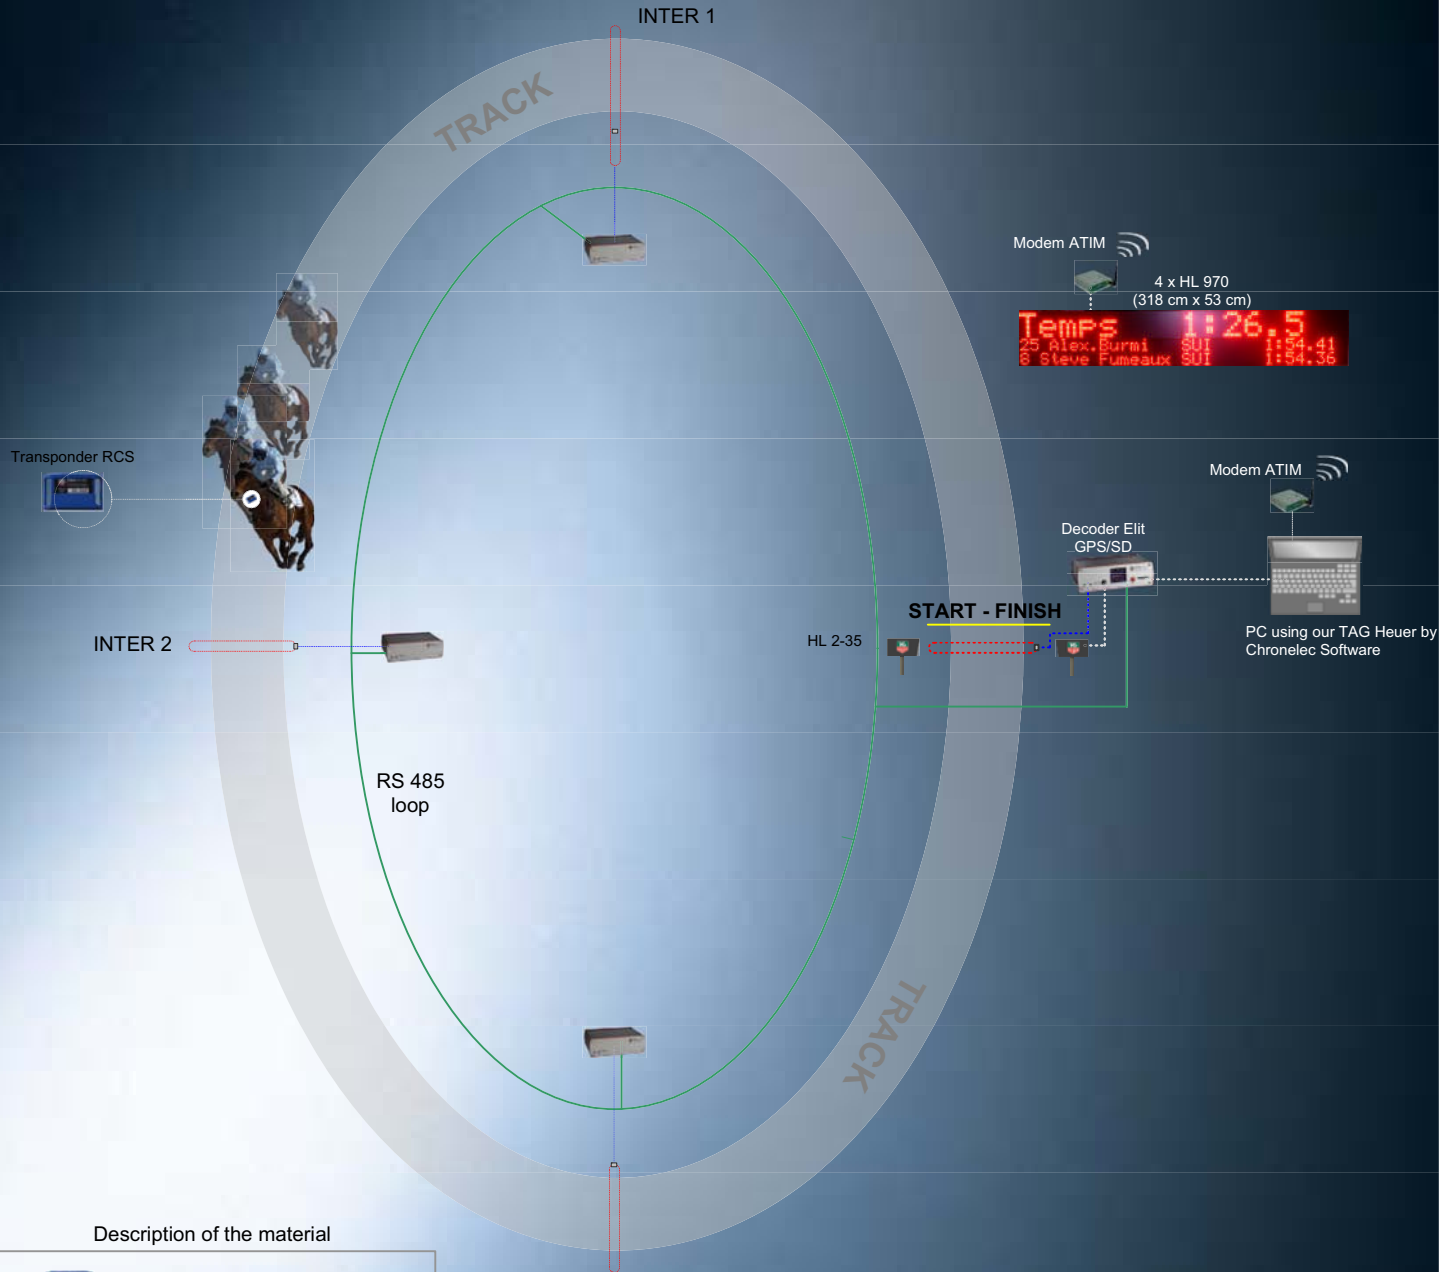 INTER 1
TRACK
Modem ATIM
4 x HL 970
(318 cm x 53 cm)
Temps 1:26.5
25 Alex.Burmi SUI 1:54.41
8 Steve Fumeaux SUI 1:54.36
Transponder RCS
Modem ATIM
Decoder Elit
GPS/SD
START - FINISH
INTER 2
HL 2-35
PC using our TAG Heuer by
Chronelec Software
RS 485
loop
TRACK
Description of the material